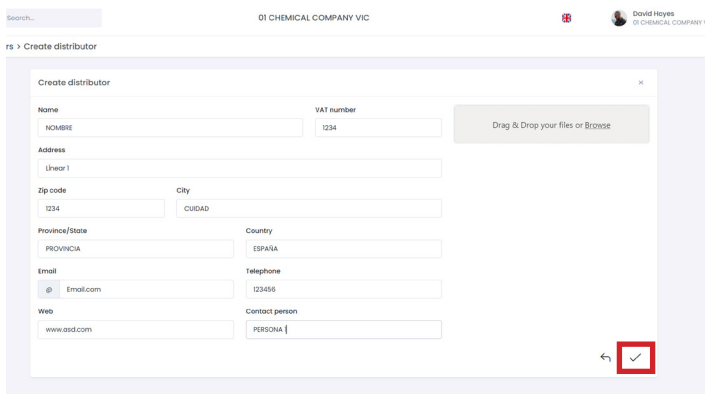 Search...
01 CHEMICAL COMPANY VIC
David Hayes
01 CHEMICAL COMPANY V
rs > Create distributor
Create distributor
×
Name
VAT number
NOMBRE
1234
Drag & Drop your files or Browse
Address
Línear 1
Zip code
City
1234
CUIDAD
Province/State
Country
PROVINCIA
ESPAÑA
Email
Telephone
@
Email.com
123456
Web
Contact person
www.asd.com
PERSONA 1